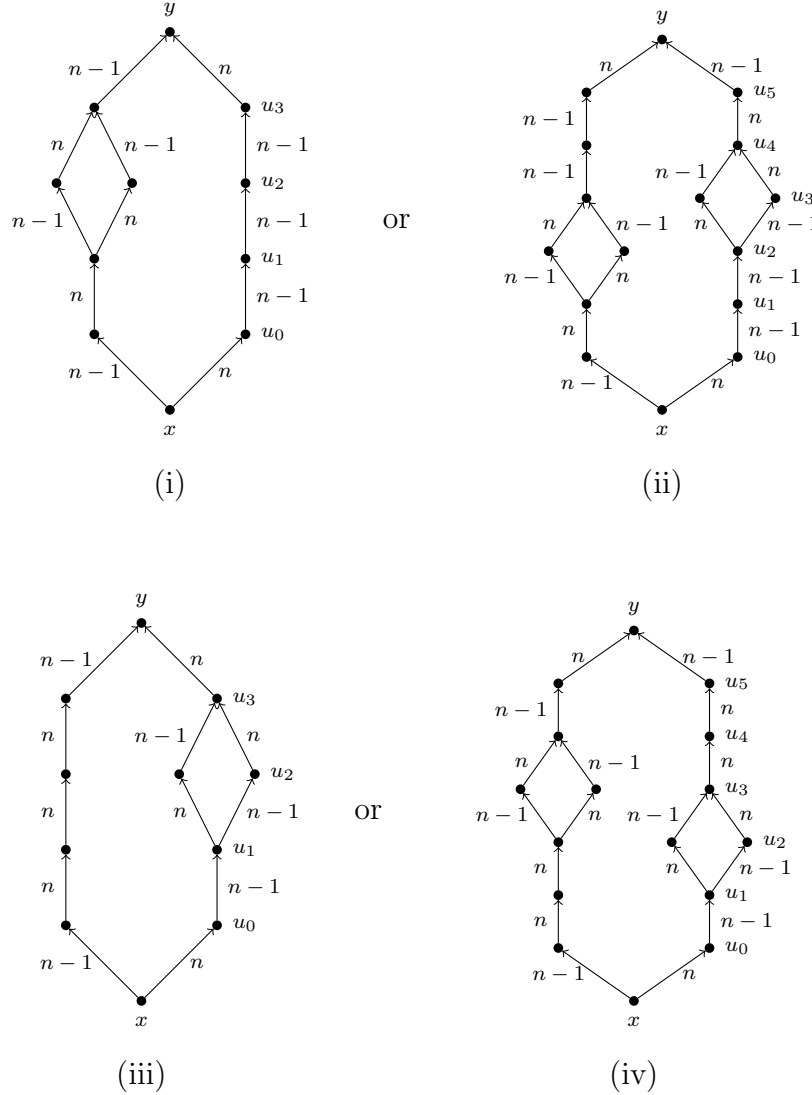 y
n − 1 n
u₃
n n − 1 n − 1
u₂
n − 1 n n − 1
u₁
n n − 1
u₀
n − 1 n
x
(i)
or
y
n n − 1
u₅
n − 1 n
u₄
n − 1 n − 1 n
u₃
n n − 1 n n − 1
u₂
n − 1 n n − 1
u₁
n n − 1
u₀
n − 1 n
x
(ii)
y
n − 1 n
u₃
n n − 1 n
u₂
n n n − 1
u₁
n n − 1
u₀
n − 1 n
x
(iii)
or
y
n n − 1
u₅
n − 1 n
u₄
n n − 1 n
u₃
n − 1 n n − 1 n
u₂
n n n − 1
u₁
n n − 1
u₀
n − 1 n
x
(iv)